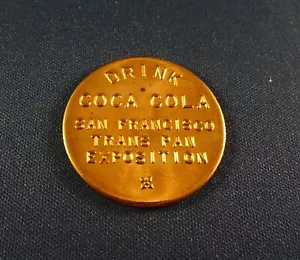 DRINK
COCA COLA
SAN FRANCISCO
TRANS PAN
EXPOSITION